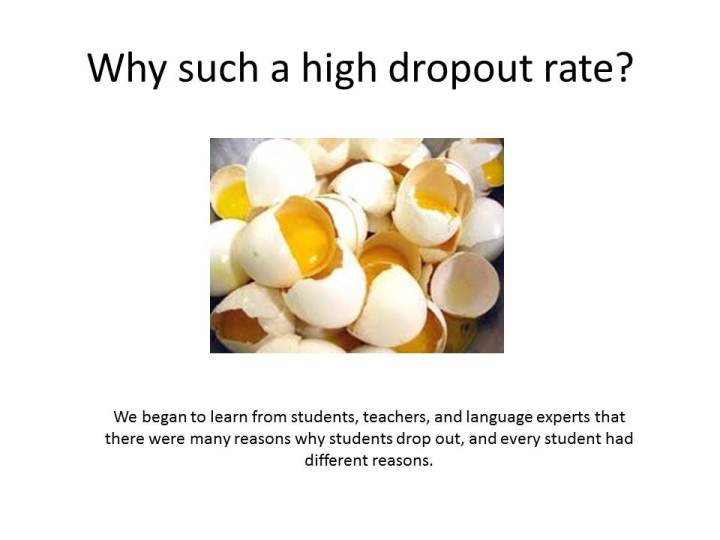 Why such a high dropout rate?
We began to learn from students, teachers, and language experts that
there were many reasons why students drop out, and every student had
different reasons.